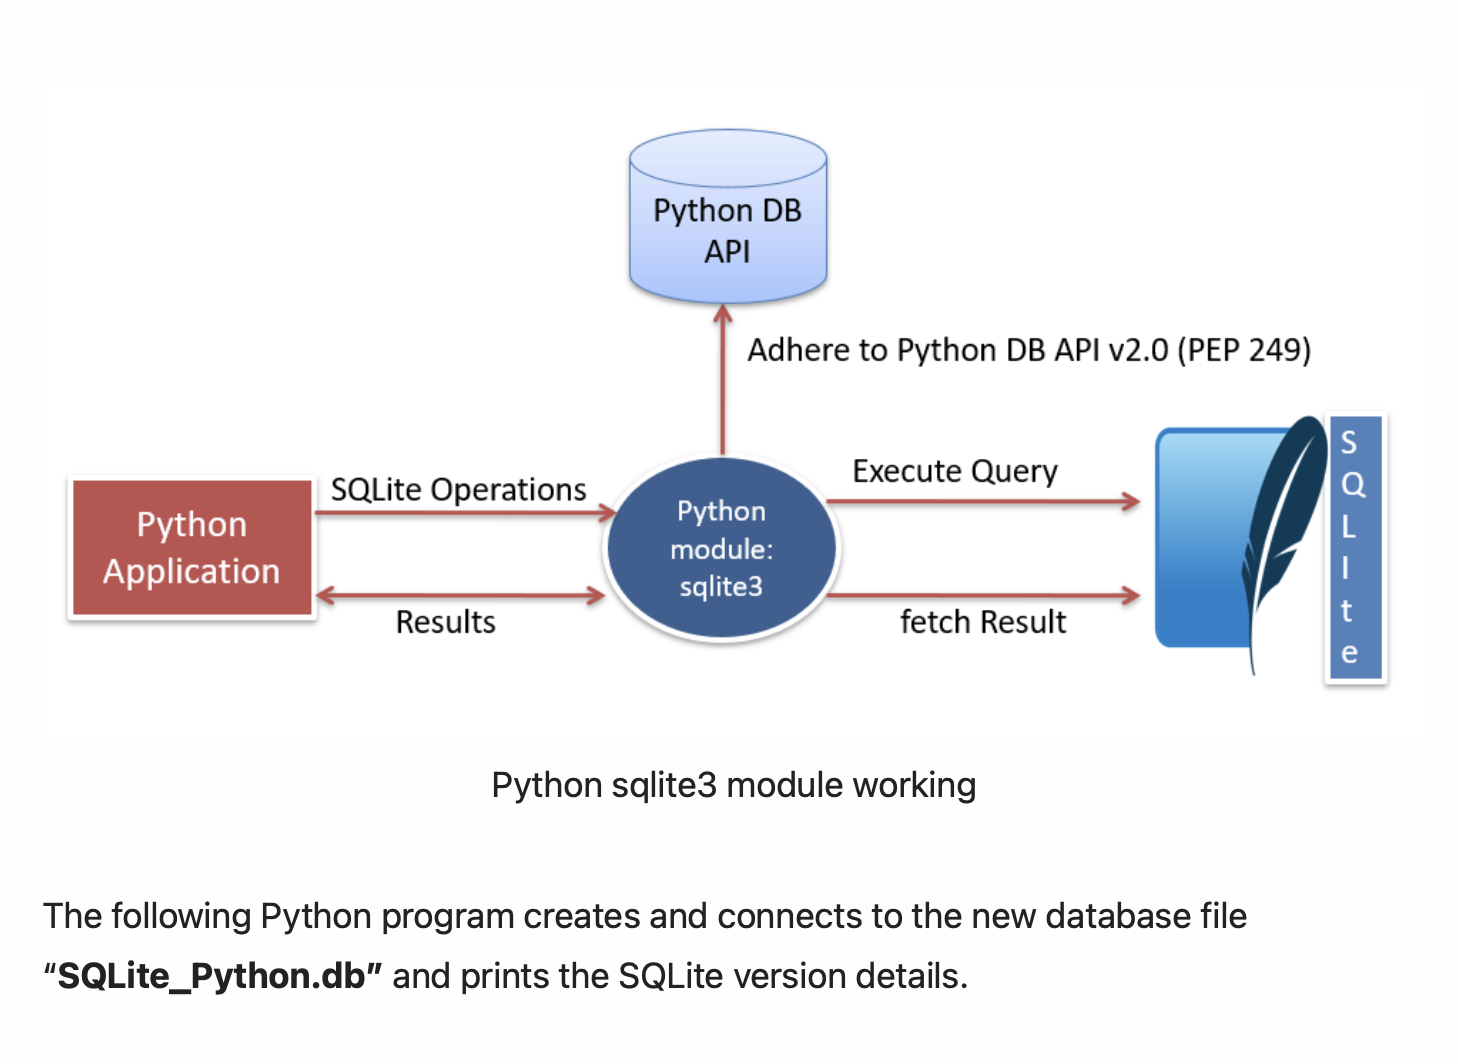 Python DB
API
Adhere to Python DB API v2.0 (PEP 249)
Python
Application
SQLite Operations
Results
Python
module:
sqlite3
Execute Query
fetch Result
S
Q
L
I
t
e
Python sqlite3 module working
The following Python program creates and connects to the new database file
“SQLite_Python.db” and prints the SQLite version details.